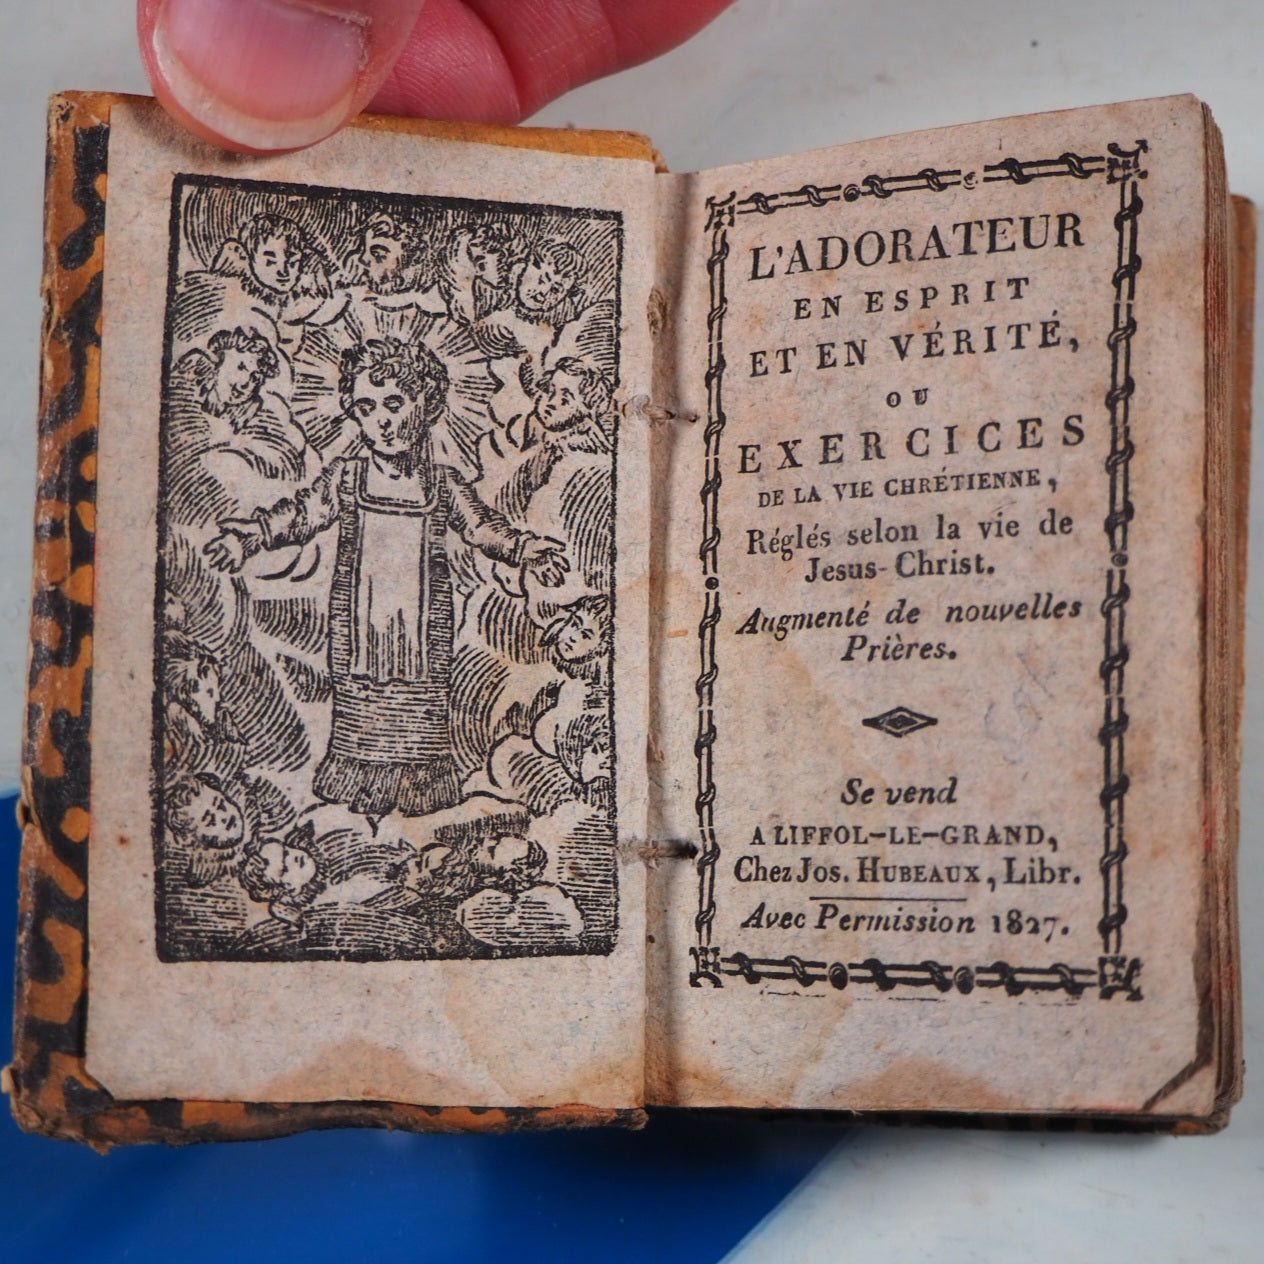 L'ADORATEUR
EN ESPRIT
ET EN VÉRITÉ,
OU
EXERCICES
DE LA VIE CHRÉTIENNE,
Réglés selon la vie de
Jesus-Christ.
Augmenté de nouvelles
Prières.
Se vend
A LIFFOL-LE-GRAND,
Chez Jos. HUBEAUX, Libr.
Avec Permission 1827.